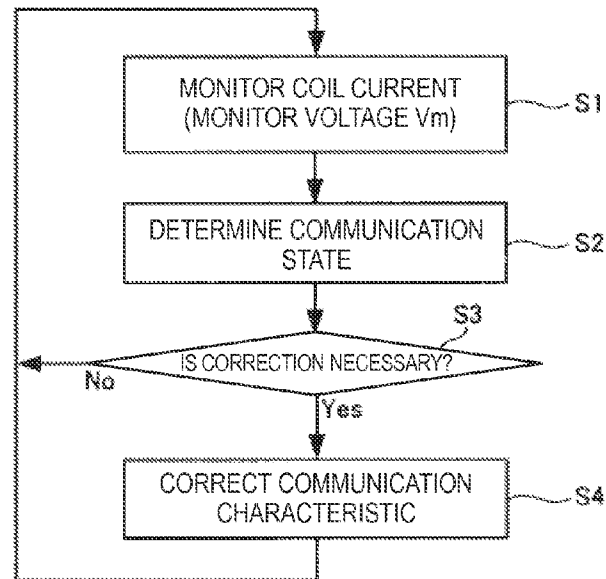 MONITOR COIL CURRENT
(MONITOR VOLTAGE Vm)
S1
DETERMINE COMMUNICATION
STATE
S2
S3
IS CORRECTION NECESSARY?
No
Yes
CORRECT COMMUNICATION
CHARACTERISTIC
S4